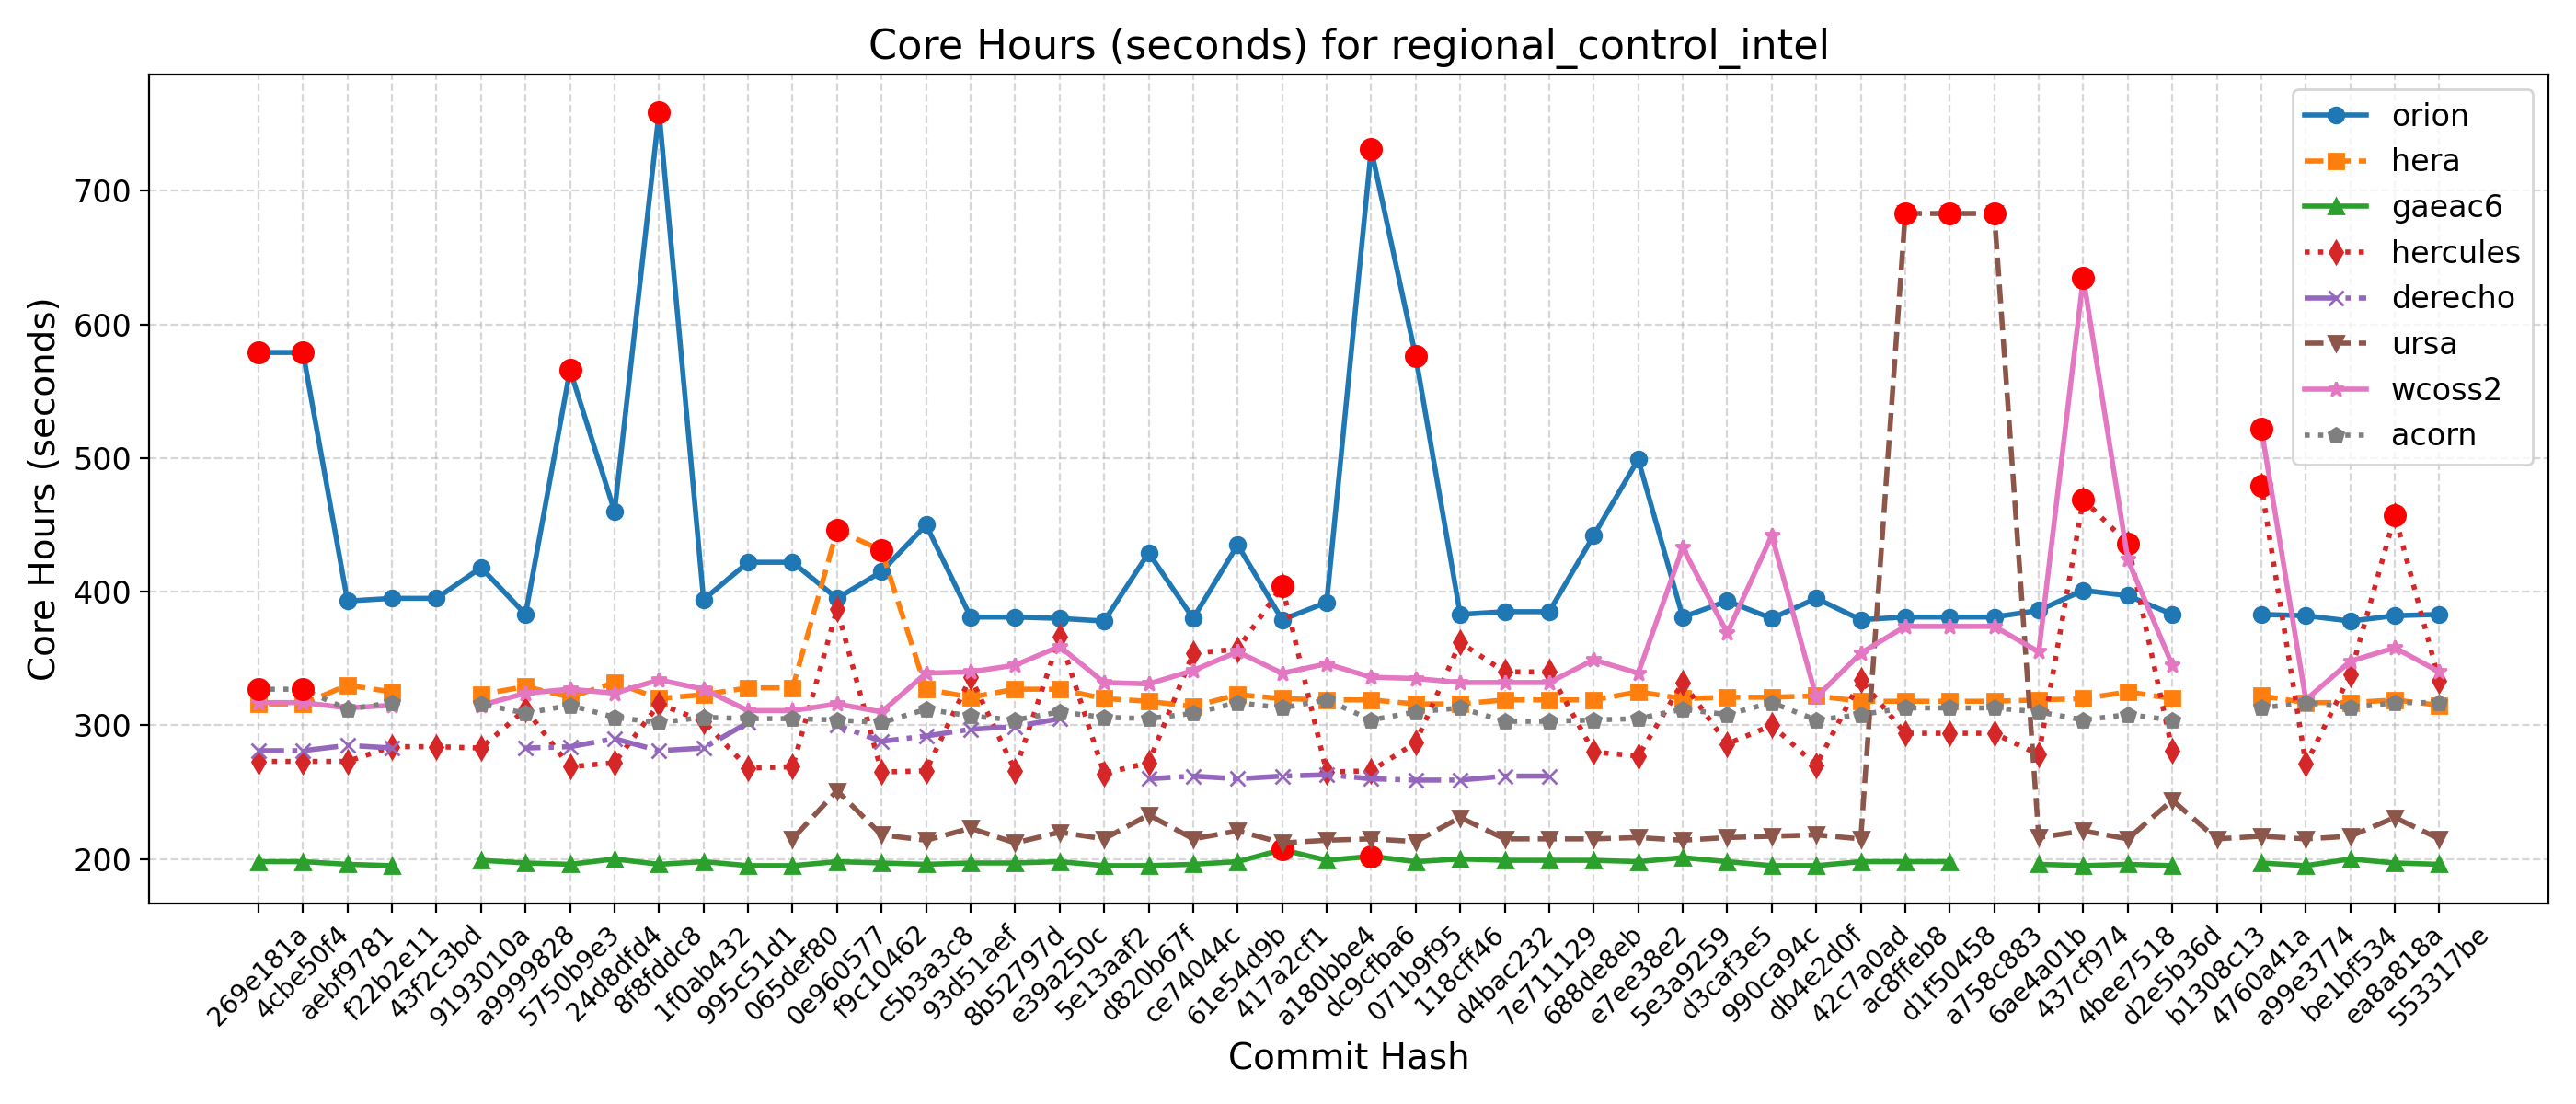 Core Hours (seconds) for regional_control_intel
Core Hours (seconds)
700
600
500
400
300
200
orion
hera
gaeac6
hercules
derecho
ursa
wcoss2
acorn
269e181a
4cbe50f4
aebf9781
f22b2e11
43f2c3bd
9193010a
a9999828
5750b9e3
24d8dfd4
8f8fddc8
1f0ab432
995c51d1
065def80
0e960577
f9c10462
c5b3a3c8
93d51aef
8b52797d
e39a250c
5e13aaf2
d820b67f
ce74044c
61e54d9b
417a2cf1
a180bbe4
dc9cfba6
071b9f95
118cff46
d4bac232
7e711129
688de8eb
e7ee38e2
5e3a9259
d3caf3e5
990ca94c
db4e2d0f
42c7a0ad
ac8ffeb8
d1f50458
a758c883
6ae4a01b
437cf974
4bee7518
d2e5b36d
b1308c13
4760a41a
a99e3774
be1bf534
ea8a818a
553317be
Commit Hash